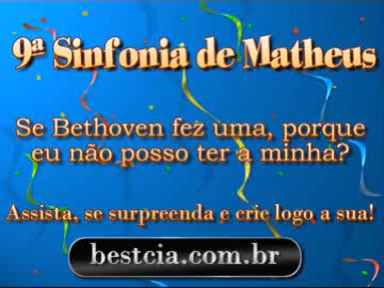 9ª Sinfonia de Matheus
Se Bethoven fez uma, porque
eu não posso ter a minha?
Assista, se surpreenda e crie logo a sua!
bestcia.com.br